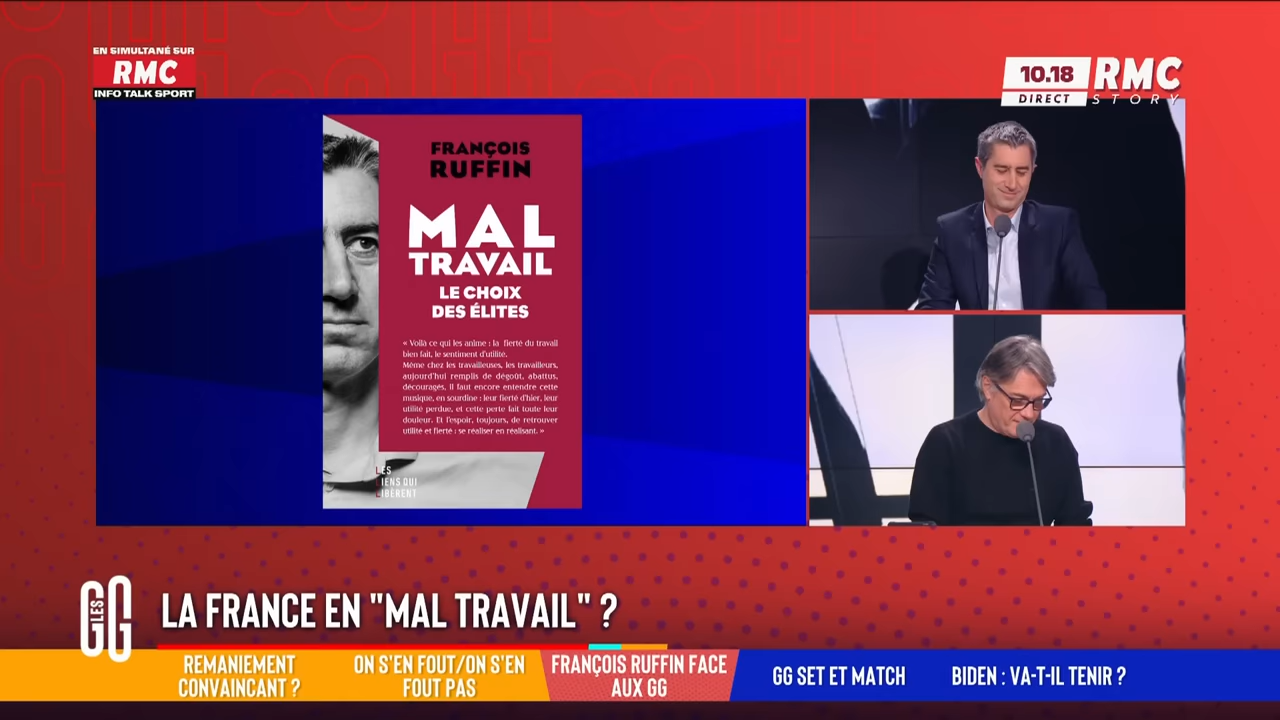 EN SIMULTANÉ SUR
RMC
INFO TALK SPORT
10.18
DIRECT
RMC
STORY
FRANÇOIS
RUFFIN
MAL
TRAVAIL
LE CHOIX
DES ÉLITES
« Voilà ce qui les anime : la fierté du travail
bien fait, le sentiment d'utilité.
Même chez les travailleuses, les travailleurs,
aujourd'hui remplis de dégoût, abattus,
découragés, il faut encore entendre cette
musique, en sourdine : leur fierté d'hier, leur
utilité perdue, et cette perte fait toute leur
douleur. Et l'espoir, toujours, de retrouver
utilité et fierté : se réaliser en réalisant. »
LES
LIENS QUI
LIBÈRENT
LES GG
LA FRANCE EN "MAL TRAVAIL" ?
REMANIEMENT
CONVAINCANT ?
ON S'EN FOUT/ON S'EN
FOUT PAS
FRANÇOIS RUFFIN FACE
AUX GG
GG SET ET MATCH
BIDEN : VA-T-IL TENIR ?